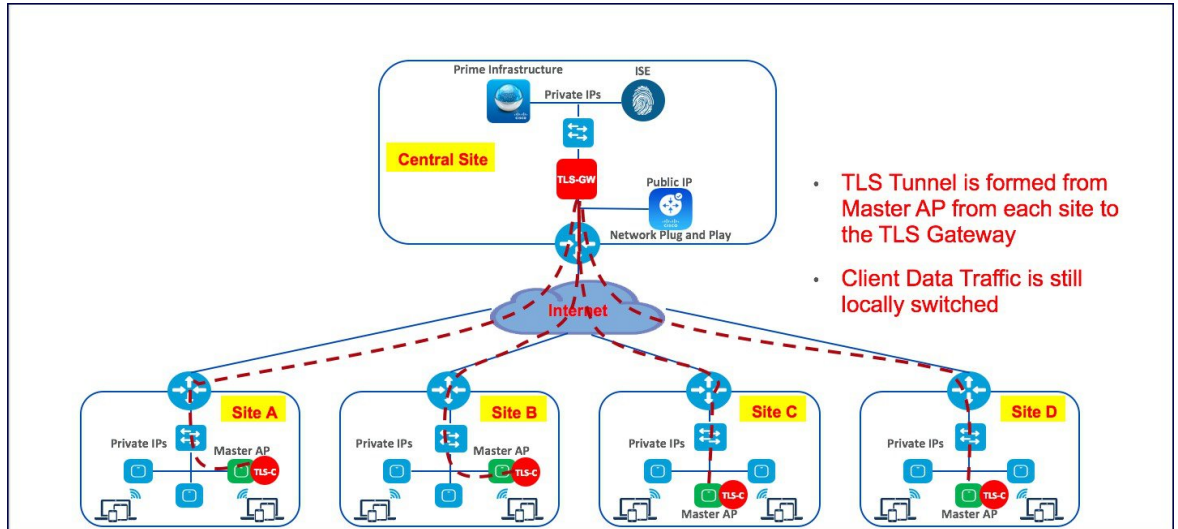 Prime Infrastructure
ISE
Private IPs
Central Site
TLS-GW
Public IP
Network Plug and Play
• TLS Tunnel is formed from
Master AP from each site to
the TLS Gateway
• Client Data Traffic is still
locally switched
Internet
Site A
Private IPs
Master AP
TLS-C
Site B
Private IPs
Master AP
TLS-C
Site C
Private IPs
TLS-C
Master AP
Site D
Private IPs
TLS-C
Master AP